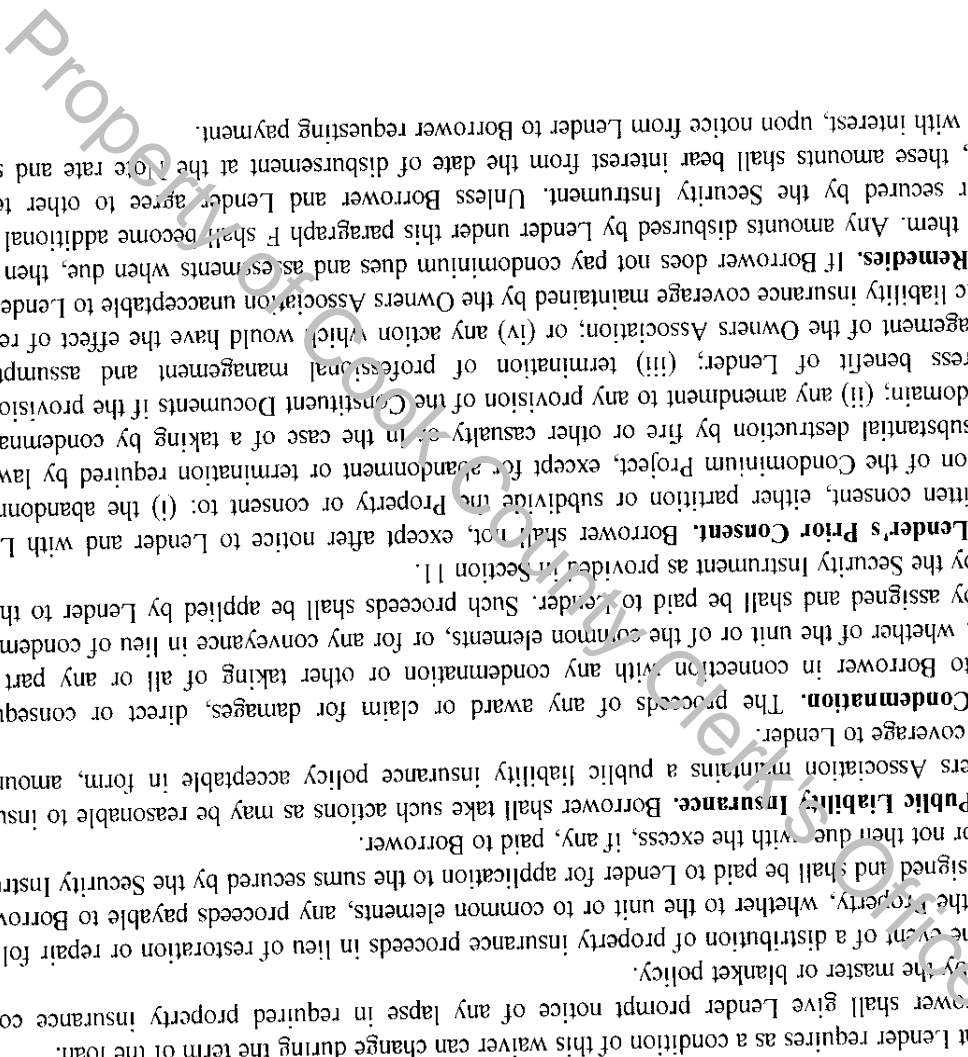 t Lender requires as a condition of this waiver can change during the term of the loan.
rower shall give Lender prompt notice of any lapse in required property insurance co
by the master or blanket policy.
he event of a distribution of property insurance proceeds in lieu of restoration or repair fol
the Property, whether to the unit or to common elements, any proceeds payable to Borrow
signed and shall be paid to Lender for application to the sums secured by the Security Instr
or not then due, with the excess, if any, paid to Borrower.
Public Liability Insurance. Borrower shall take such actions as may be reasonable to insu
ers Association maintains a public liability insurance policy acceptable in form, amoun
coverage to Lender.
Condemnation. The proceeds of any award or claim for damages, direct or consequ
to Borrower in connection with any condemnation or other taking of all or any part
, whether of the unit or of the common elements, or for any conveyance in lieu of condem
by assigned and shall be paid to Lender. Such proceeds shall be applied by Lender to th
by the Security Instrument as provided in Section 11.
Lender's Prior Consent. Borrower shall not, except after notice to Lender and with L
itten consent, either partition or subdivide the Property or consent to: (i) the abandonm
on of the Condominium Project, except for abandonment or termination required by law
substantial destruction by fire or other casualty or in the case of a taking by condemna
domain; (ii) any amendment to any provision of the Constituent Documents if the provisio
ress benefit of Lender; (iii) termination of professional management and assumpt
agement of the Owners Association; or (iv) any action which would have the effect of re
ic liability insurance coverage maintained by the Owners Association unacceptable to Lende
Remedies. If Borrower does not pay condominium dues and assessments when due, then
them. Any amounts disbursed by Lender under this paragraph F shall become additional
r secured by the Security Instrument. Unless Borrower and Lender agree to other te
, these amounts shall bear interest from the date of disbursement at the Note rate and s
with interest, upon notice from Lender to Borrower requesting payment.
Property of Cook County Clerk's Office